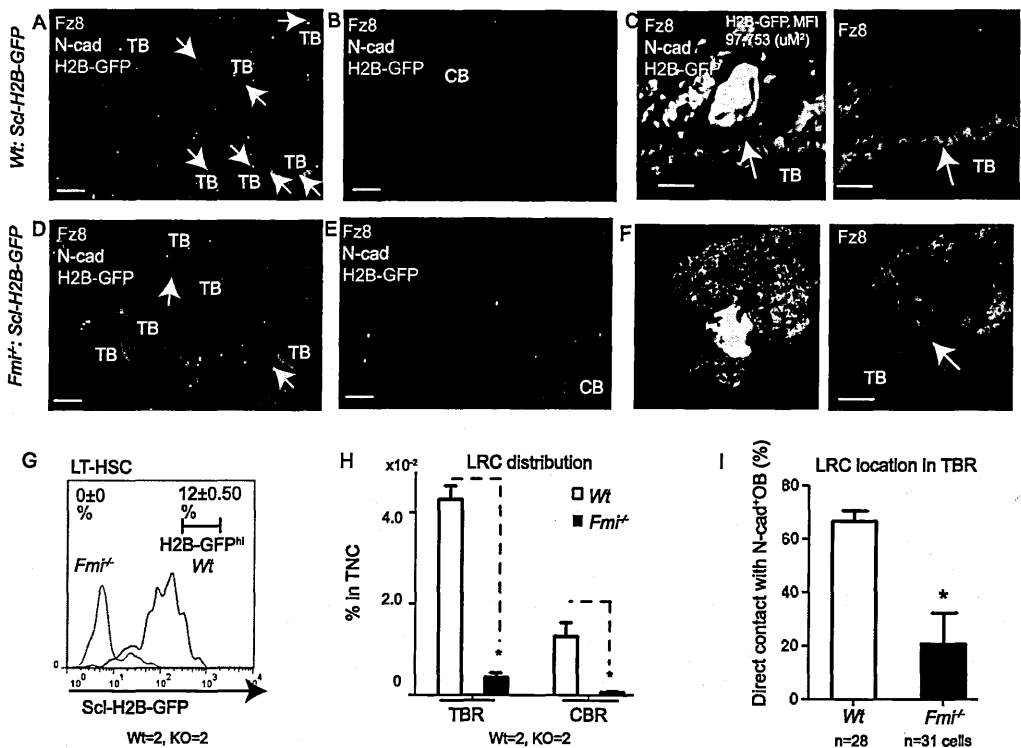 Wt: Scl-H2B-GFP
A
Fz8
N-cad
H2B-GFP
TB
TB
TB
TB
TB
TB
B
Fz8
N-cad
H2B-GFP
CB
C
Fz8
N-cad
H2B-GFP
H2B-GFP MFI
97,753 (uM²)
TB
Fz8
TB
Fmi-/-: Scl-H2B-GFP
D
Fz8
N-cad
H2B-GFP
TB
TB
TB
TB
TB
E
Fz8
N-cad
H2B-GFP
CB
F
Fz8
TB
G
LT-HSC
0±0
%
12±0.50
%
H2B-GFPhi
Fmi-/-
Wt
0
10⁰ 10¹ 10² 10³ 10⁴
Scl-H2B-GFP
Wt=2, KO=2
H
LRC distribution
x10-2
4.0
2.0
0
% in TNC
Wt
Fmi-/-
*
*
TBR
CBR
Wt=2, KO=2
I
LRC location in TBR
Direct contact with N-cad+OB (%)
80
60
40
20
0
*
Wt
Fmi-/-
n=28
n=31 cells